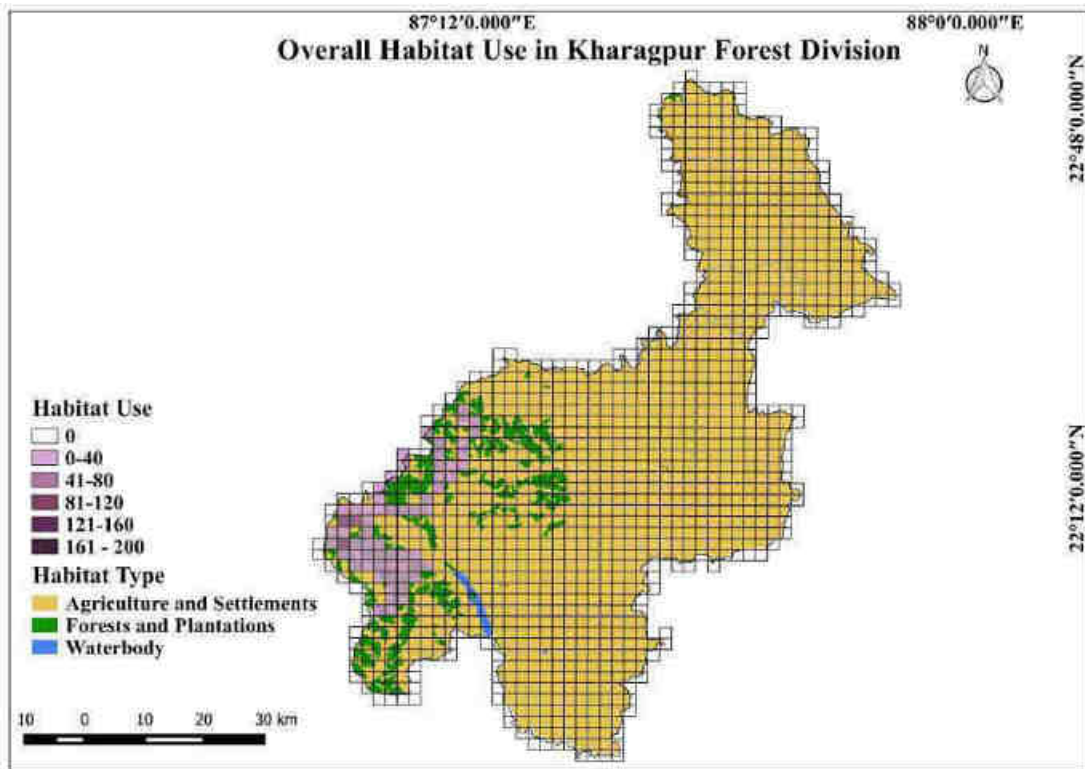 87°12'0.000"E
88°0'0.000"E
Overall Habitat Use in Kharagpur Forest Division
N
22°48'0.000"N
22°12'0.000"N
Habitat Use
0
0-40
41-80
81-120
121-160
161 - 200
Habitat Type
Agriculture and Settlements
Forests and Plantations
Waterbody
10 0 10 20 30 km